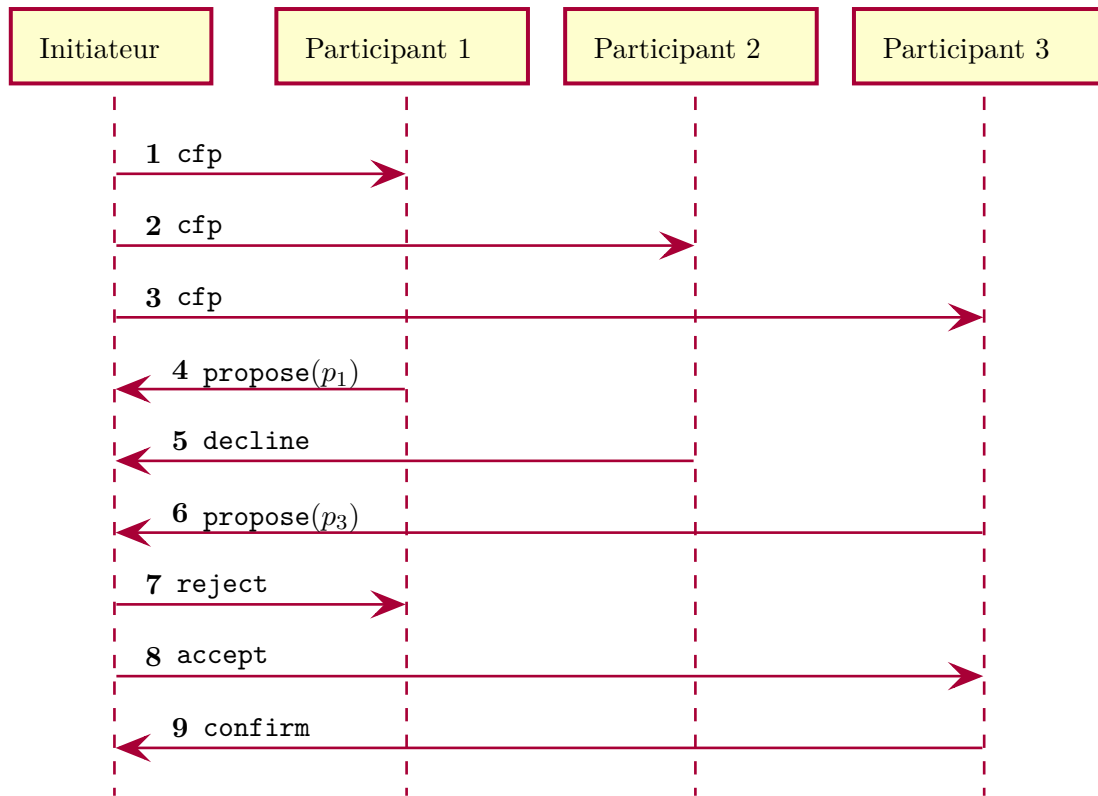 Initiateur Participant 1 Participant 2 Participant 3
1 cfp
2 cfp
3 cfp
4 propose(p₁)
5 decline
6 propose(p₃)
7 reject
8 accept
9 confirm